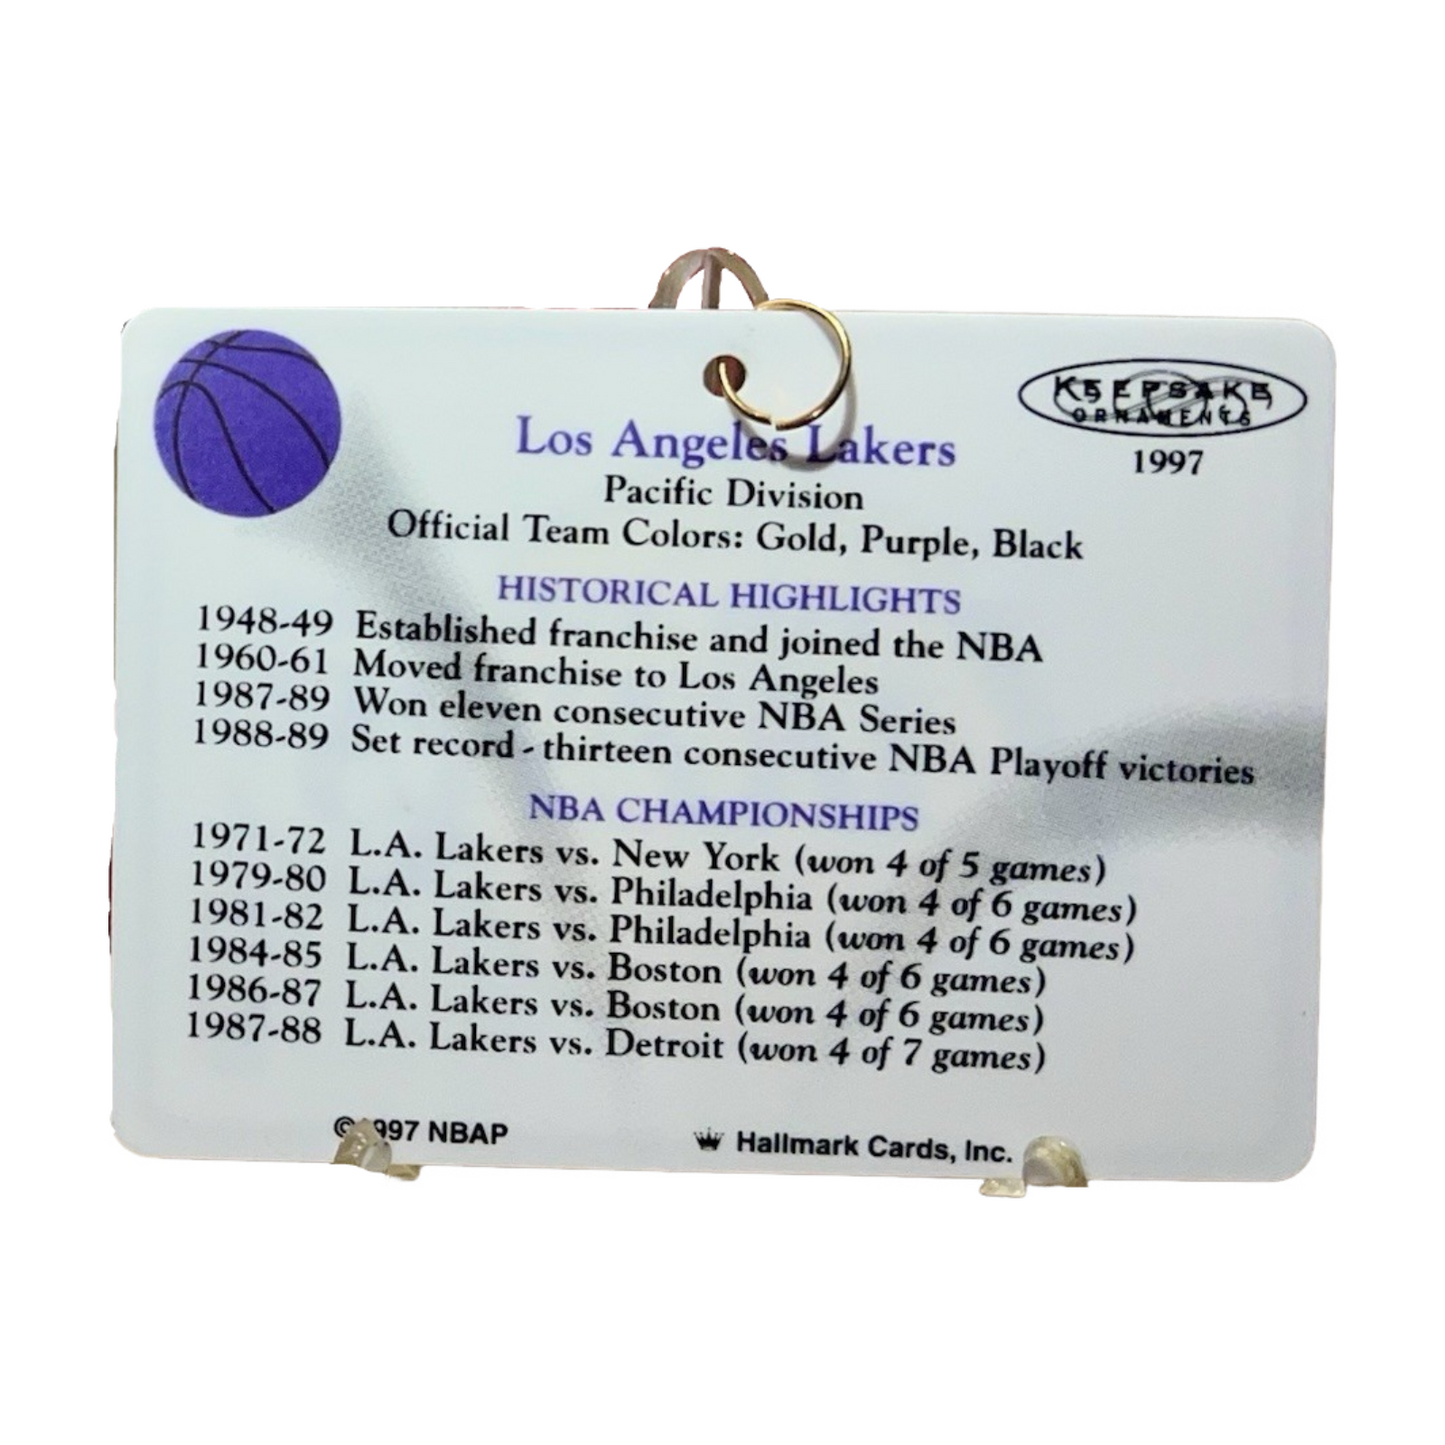 KEEPSAKE
ORNAMENTS
1997
Los Angeles Lakers
Pacific Division
Official Team Colors: Gold, Purple, Black
HISTORICAL HIGHLIGHTS
1948-49 Established franchise and joined the NBA
1960-61 Moved franchise to Los Angeles
1987-89 Won eleven consecutive NBA Series
1988-89 Set record - thirteen consecutive NBA Playoff victories
NBA CHAMPIONSHIPS
1971-72 L.A. Lakers vs. New York (won 4 of 5 games)
1979-80 L.A. Lakers vs. Philadelphia (won 4 of 6 games)
1981-82 L.A. Lakers vs. Philadelphia (won 4 of 6 games)
1984-85 L.A. Lakers vs. Boston (won 4 of 6 games)
1986-87 L.A. Lakers vs. Boston (won 4 of 6 games)
1987-88 L.A. Lakers vs. Detroit (won 4 of 7 games)
©1997 NBAP
Hallmark Cards, Inc.